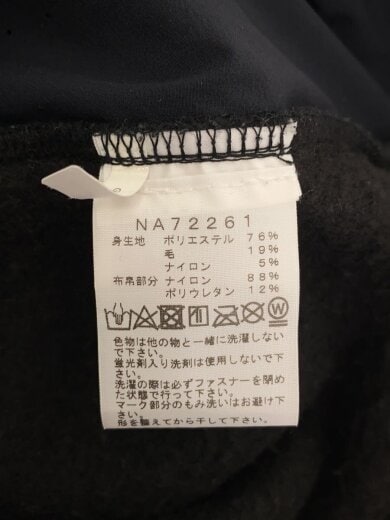 NA72261
身生地 ポリエステル 76%
毛 19%
ナイロン 5%
布帛部分 ナイロン 88%
ポリウレタン 12%
W
色物は他の物と一緒に洗濯しない
で下さい。
蛍光剤入り洗剤は使用しないで下
さい。
洗濯の際は必ずファスナーを閉め
た状態で行って下さい。
マーク部分のもみ洗いはお避け下
さい。
形を整えてから干して下さい。